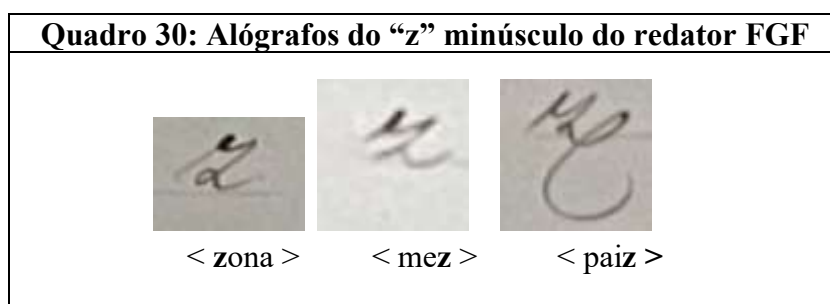 Quadro 30: Alógrafos do “z” minúsculo do redator FGF
z z z
< zona > < mez > < paiz >